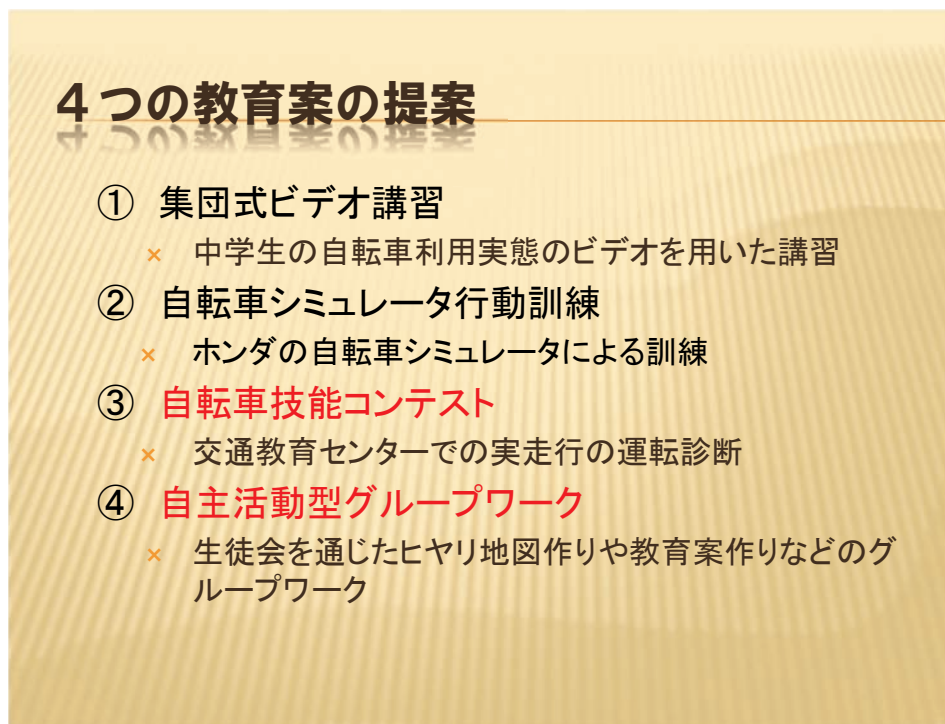 ４つの教育案の提案
① 集団式ビデオ講習
× 中学生の自転車利用実態のビデオを用いた講習
② 自転車シミュレータ行動訓練
× ホンダの自転車シミュレータによる訓練
③ 自転車技能コンテスト
× 交通教育センターでの実走行の運転診断
④ 自主活動型グループワーク
× 生徒会を通じたヒヤリ地図作りや教育案作りなどのグ
ループワーク